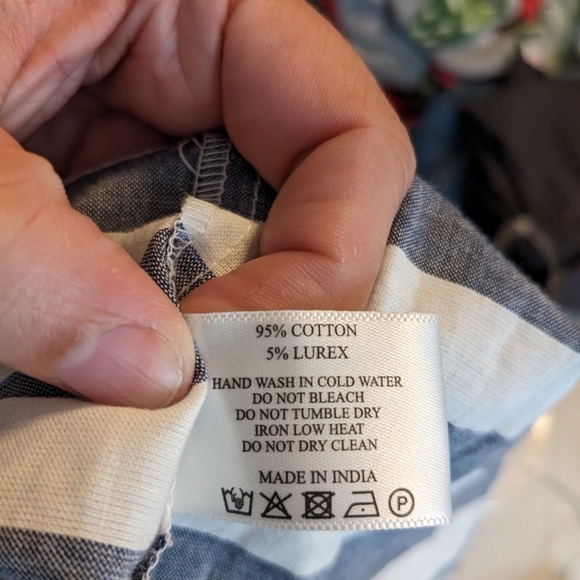 95% COTTON
5% LUREX
HAND WASH IN COLD WATER
DO NOT BLEACH
DO NOT TUMBLE DRY
IRON LOW HEAT
DO NOT DRY CLEAN
MADE IN INDIA
P